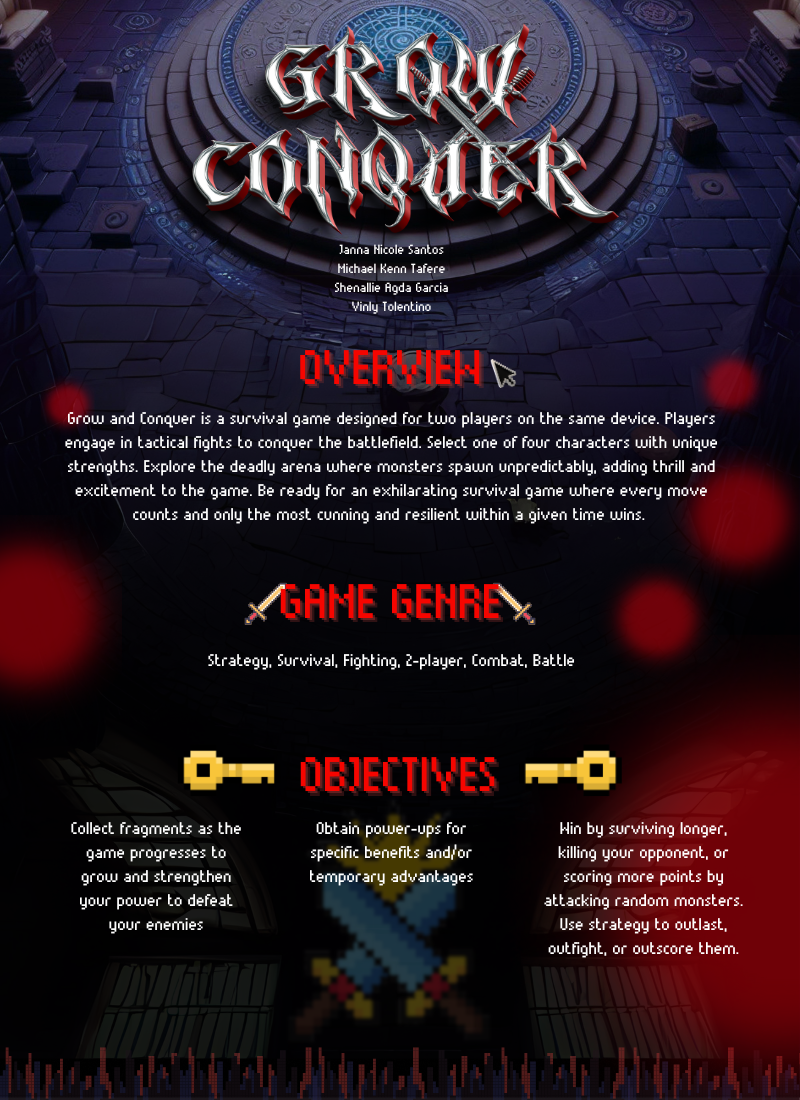 GROW
CONQUER
Janna Nicole Santos
Michael Kenn Tafere
Shenallie Agda Garcia
Vinly Tolentino
OVERVIEW
Grow and Conquer is a survival game designed for two players on the same device. Players
engage in tactical fights to conquer the battlefield. Select one of four characters with unique
strengths. Explore the deadly arena where monsters spawn unpredictably, adding thrill and
excitement to the game. Be ready for an exhilarating survival game where every move
counts and only the most cunning and resilient within a given time wins.
GAME GENRE
Strategy, Survival, Fighting, 2-player, Combat, Battle
OBJECTIVES
Collect fragments as the
game progresses to
grow and strengthen
your power to defeat
your enemies
Obtain power-ups for
specific benefits and/or
temporary advantages
Win by surviving longer,
killing your opponent, or
scoring more points by
attacking random monsters.
Use strategy to outlast,
outfight, or outscore them.